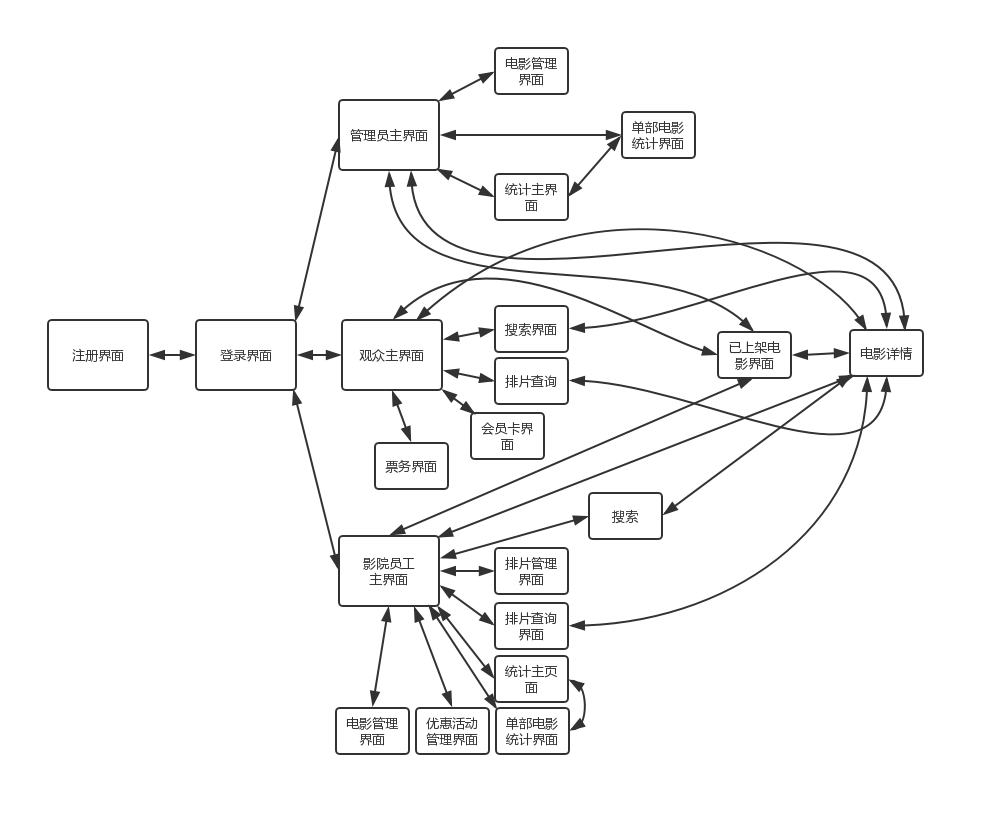 电影管理
界面
管理员主界面
单部电影
统计界面
统计主界
面
注册界面
登录界面
观众主界面
搜索界面
已上架电
影界面
电影详情
排片查询
会员卡界
面
票务界面
搜索
影院员工
主界面
排片管理
界面
排片查询
界面
统计主页
面
电影管理
界面
优惠活动
管理界面
单部电影
统计界面